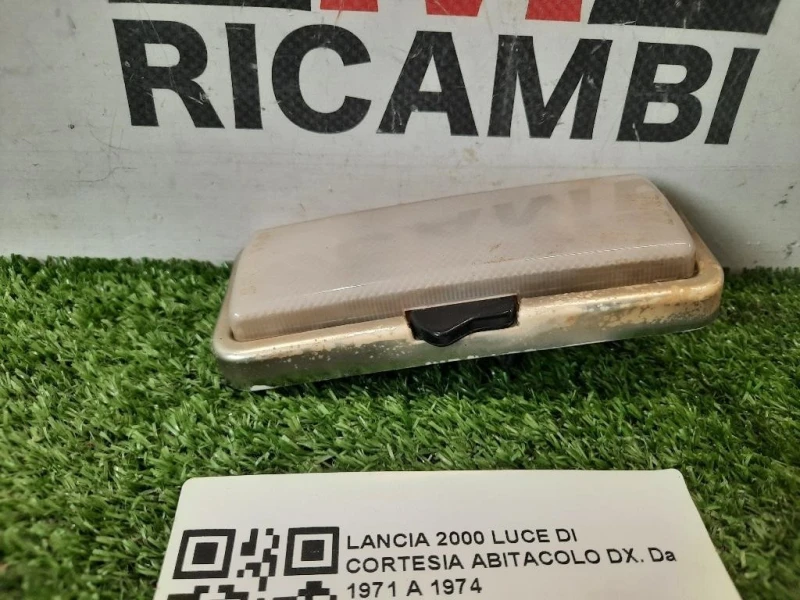 RICAMBI
LANCIA 2000 LUCE DI
CORTESIA ABITACOLO DX. Da
1971 A 1974